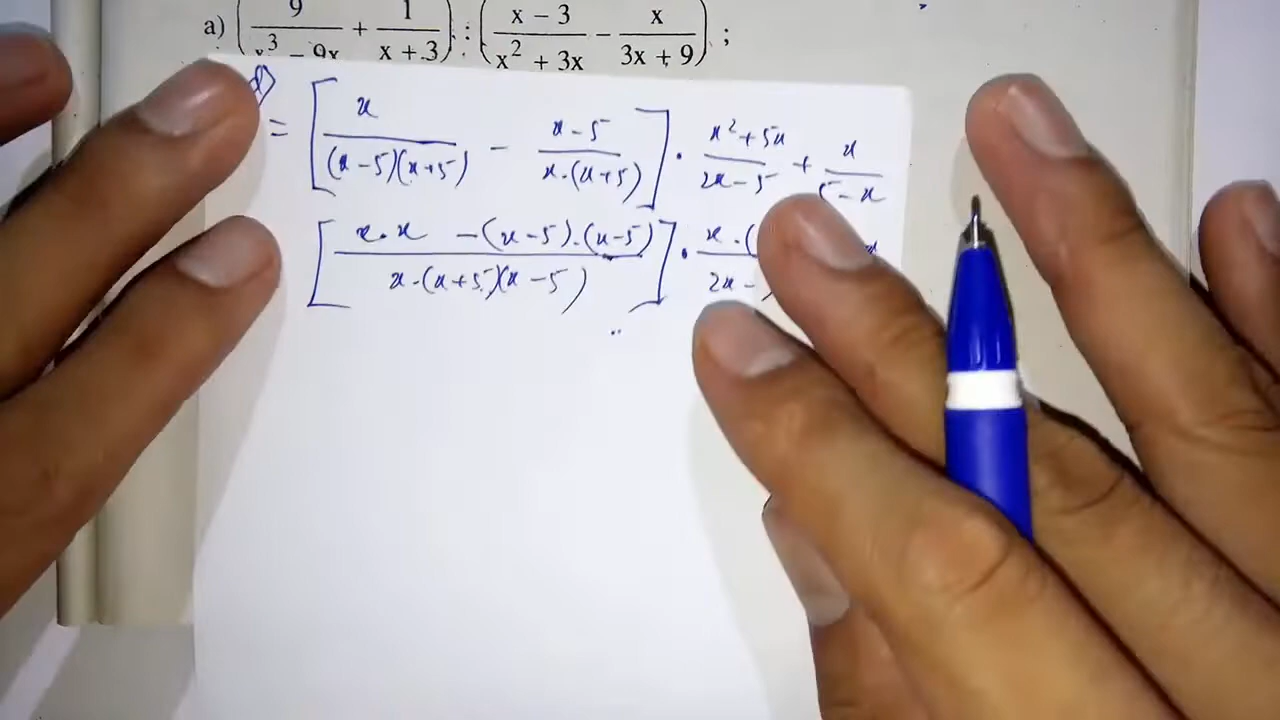 a) (9/(x³ − 9x) + 1/(x + 3)) : ((x − 3)/(x² + 3x) − x/(3x + 9)) ;
d)
= [x/((x−5)(x+5)) − (x−5)/(x·(x+5))] · (x²+5x)/(2x−5) + x/(5−x)
[(x·x −(x−5)·(x−5))/(x·(x+5)(x−5))] · x·( / 2x−